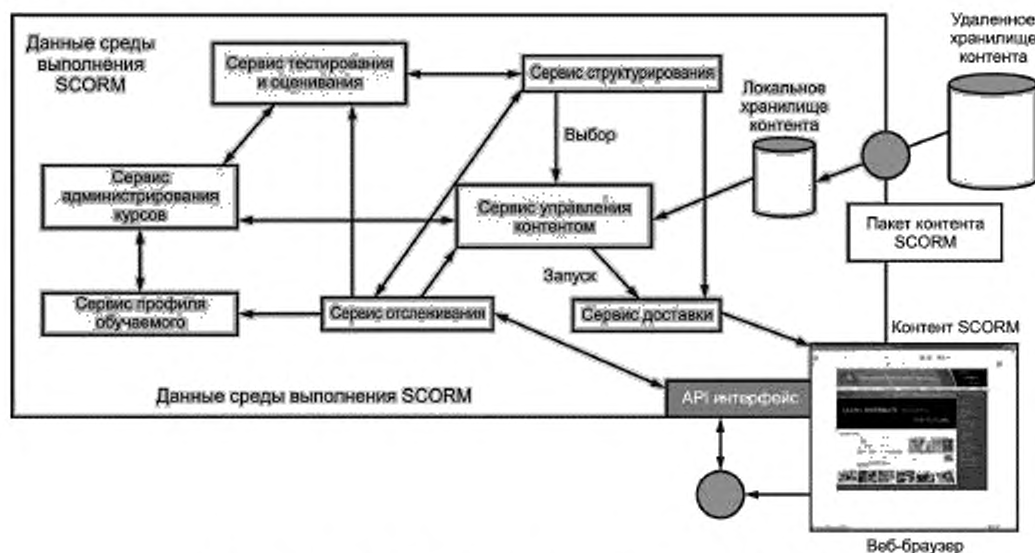 Данные среды
выполнения
SCORM
Сервис тестирования
и оценивания
Сервис структурирования
Удаленное
хранилище
контента
Локальное
хранилище
контента
Выбор
Сервис
администрирования
курсов
Сервис управления
контентом
Пакет контента
SCORM
Запуск
Сервис профиля
обучаемого
Сервис отслеживания
Сервис доставки
Контент SCORM
Данные среды выполнения SCORM
API интерфейс
Веб-браузер